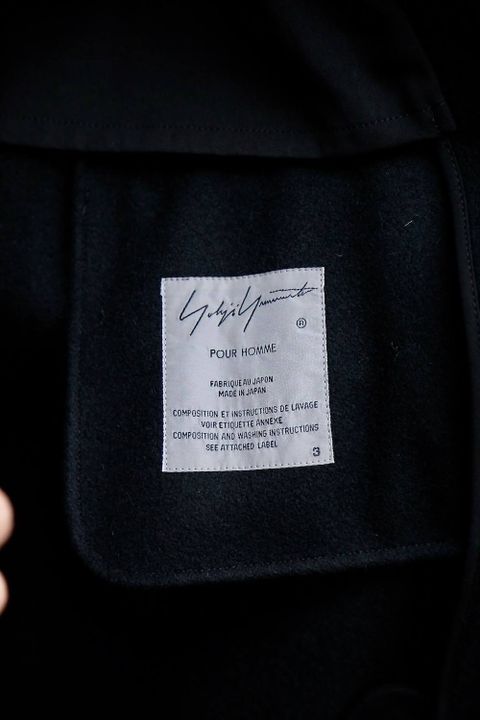 Yohji Yamamoto
®
POUR HOMME
FABRIQUE AU JAPON
MADE IN JAPAN
COMPOSITION ET INSTRUCTIONS DE LAVAGE
VOIR ETIQUETTE ANNEXE
COMPOSITION AND WASHING INSTRUCTIONS
SEE ATTACHED LABEL
3